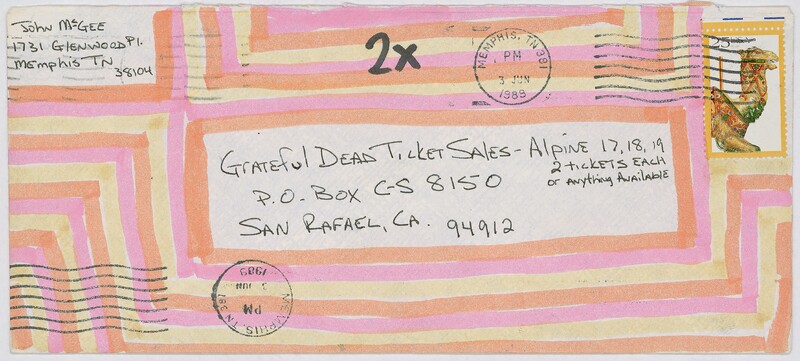 John McGee
1731 Glenwood Pl.
Memphis TN
38104
2x
MEMPHIS, TN 381
PM
3 JUN
1989
25
Grateful Dead Ticket Sales - Alpine 17, 18, 19
2 tickets each
or Anything Available
P.O. Box C-S 8150
San Rafael, CA. 94912
MEMPHIS, TN 381
PM
3 JUN
1989